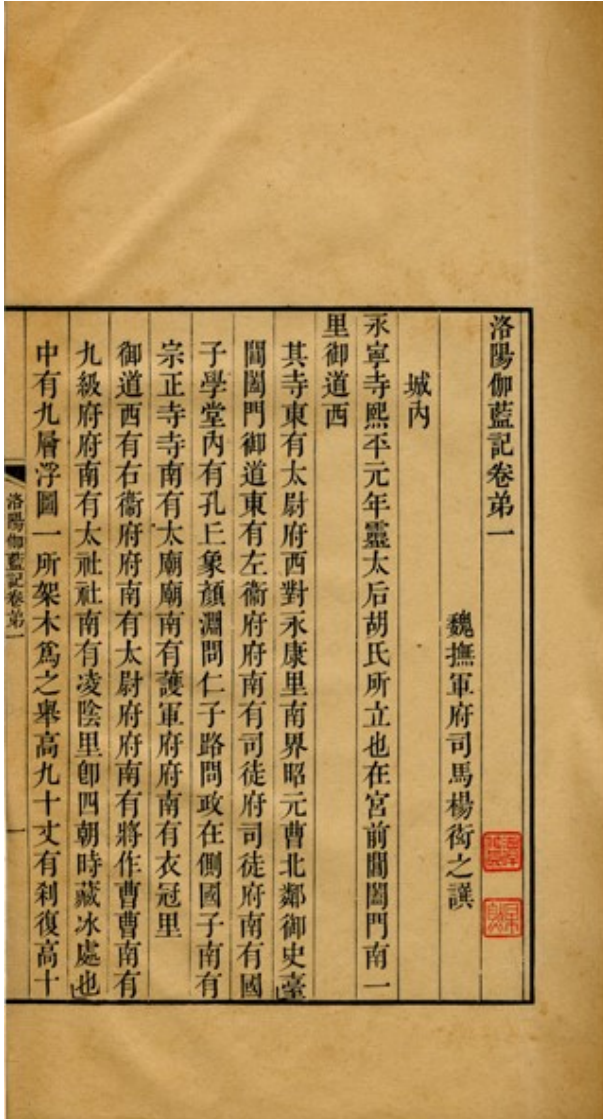 洛陽伽藍記卷弟一
魏撫軍府司馬楊衒之譔
城內
永寧寺熙平元年靈太后胡氏所立也在宮前閶闔門南一
里御道西
其寺東有太尉府西對永康里南界昭元曹北鄰御史臺
閶闔門御道東有左衞府府南有司徒府司徒府南有國
子學堂內有孔丘象顏淵問仁子路問政在側國子南有
宗正寺寺南有太廟廟南有護軍府府南有衣冠里
御道西有右衞府府南有太尉府府南有將作曹曹南有
九級府府南有太社社南有凌陰里卽四朝時藏冰處也
中有九層浮圖一所架木爲之舉高九十丈有刹復高十
洛陽伽藍記卷弟一
一